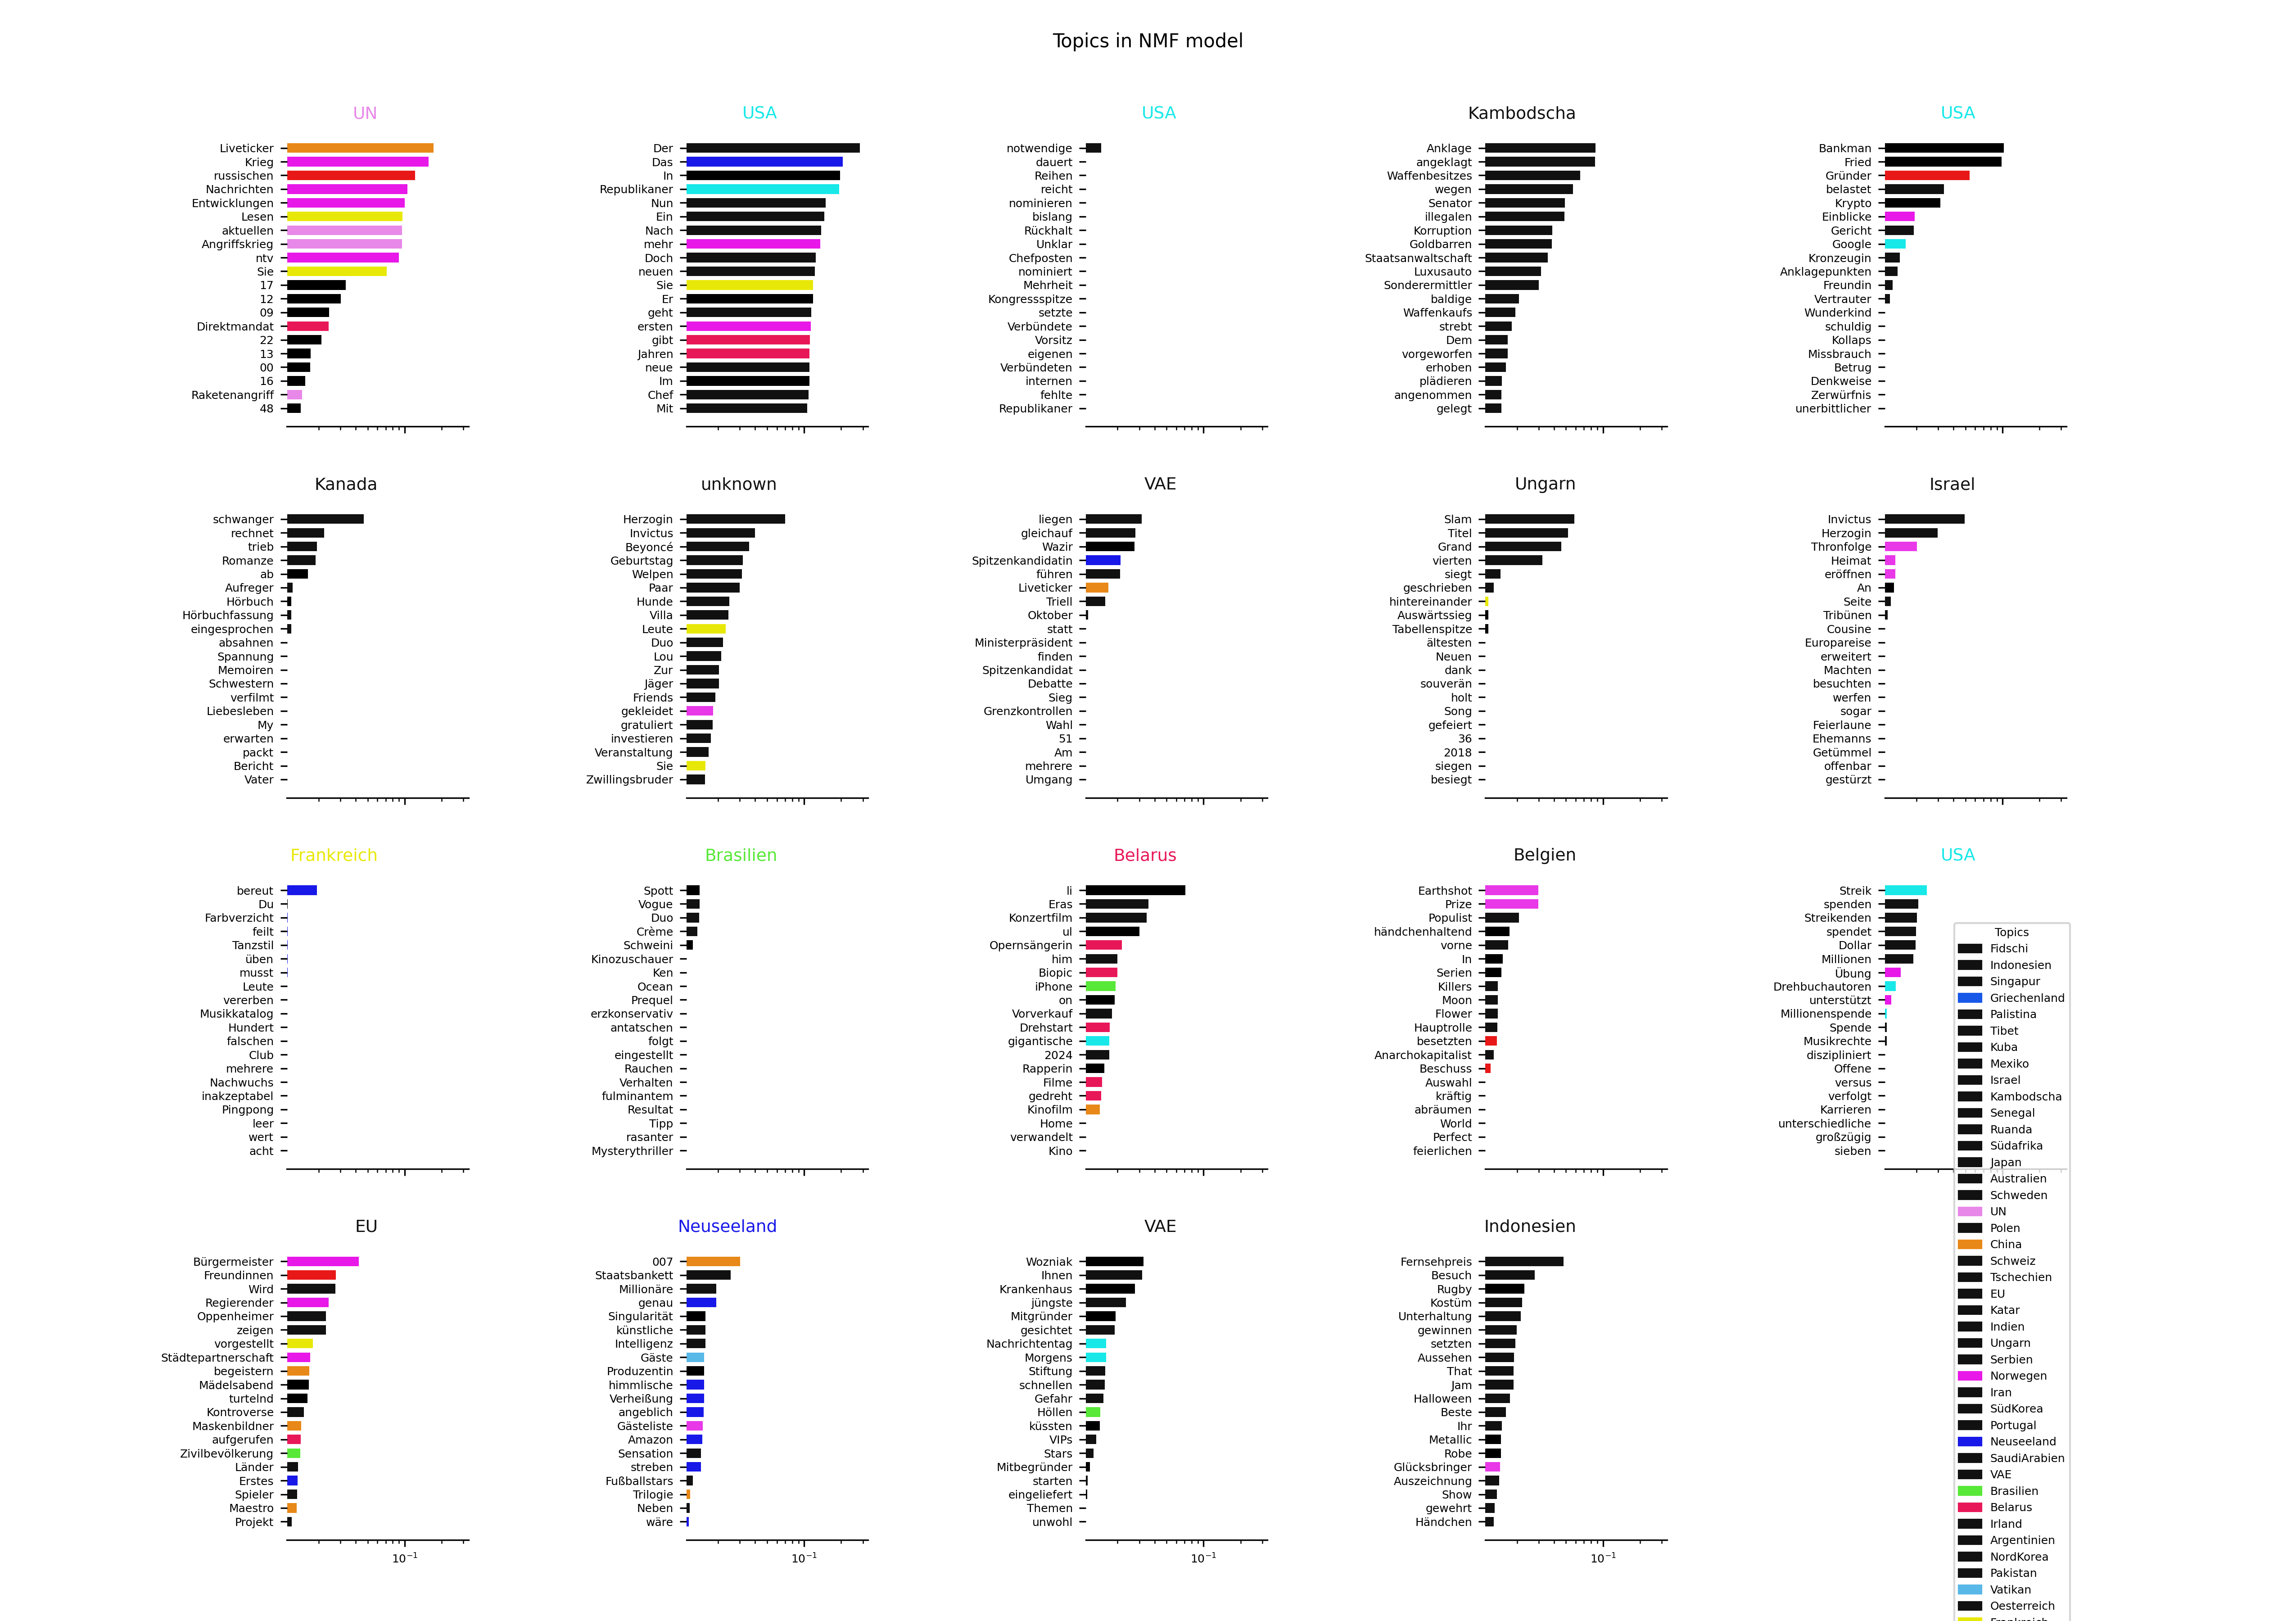 Topics in NMF model
UN
Liveticker
Krieg
russischen
Nachrichten
Entwicklungen
Lesen
aktuellen
Angriffskrieg
ntv
Sie
17
12
09
Direktmandat
22
13
00
16
Raketenangriff
48
USA
Der
Das
In
Republikaner
Nun
Ein
Nach
mehr
Doch
neuen
Sie
Er
geht
ersten
gibt
Jahren
neue
Im
Chef
Mit
USA
notwendige
dauert
Reihen
reicht
nominieren
bislang
Rückhalt
Unklar
Chefposten
nominiert
Mehrheit
Kongressspitze
setzte
Verbündete
Vorsitz
eigenen
Verbündeten
internen
fehlte
Republikaner
Kambodscha
Anklage
angeklagt
Waffenbesitzes
wegen
Senator
illegalen
Korruption
Goldbarren
Staatsanwaltschaft
Luxusauto
Sonderermittler
baldige
Waffenkaufs
strebt
Dem
vorgeworfen
erhoben
plädieren
angenommen
gelegt
USA
Bankman
Fried
Gründer
belastet
Krypto
Einblicke
Gericht
Google
Kronzeugin
Anklagepunkten
Freundin
Vertrauter
Wunderkind
schuldig
Kollaps
Missbrauch
Betrug
Denkweise
Zerwürfnis
unerbittlicher
Kanada
schwanger
rechnet
trieb
Romanze
ab
Aufreger
Hörbuch
Hörbuchfassung
eingesprochen
absahnen
Spannung
Memoiren
Schwestern
verfilmt
Liebesleben
My
erwarten
packt
Bericht
Vater
unknown
Herzogin
Invictus
Beyoncé
Geburtstag
Welpen
Paar
Hunde
Villa
Leute
Duo
Lou
Zur
Jäger
Friends
gekleidet
gratuliert
investieren
Veranstaltung
Sie
Zwillingsbruder
VAE
liegen
gleichauf
Wazir
Spitzenkandidatin
führen
Liveticker
Triell
Oktober
statt
Ministerpräsident
finden
Spitzenkandidat
Debatte
Sieg
Grenzkontrollen
Wahl
51
Am
mehrere
Umgang
Ungarn
Slam
Titel
Grand
vierten
siegt
geschrieben
hintereinander
Auswärtssieg
Tabellenspitze
ältesten
Neuen
dank
souverän
holt
Song
gefeiert
36
2018
siegen
besiegt
Israel
Invictus
Herzogin
Thronfolge
Heimat
eröffnen
An
Seite
Tribünen
Cousine
Europareise
erweitert
Machten
besuchten
werfen
sogar
Feierlaune
Ehemanns
Getümmel
offenbar
gestürzt
Frankreich
bereut
Du
Farbverzicht
feilt
Tanzstil
üben
musst
Leute
vererben
Musikkatalog
Hundert
falschen
Club
mehrere
Nachwuchs
inakzeptabel
Pingpong
leer
wert
acht
Brasilien
Spott
Vogue
Duo
Crème
Schweini
Kinozuschauer
Ken
Ocean
Prequel
erzkonservativ
antatschen
folgt
eingestellt
Rauchen
Verhalten
fulminantem
Resultat
Tipp
rasanter
Mysterythriller
Belarus
li
Eras
Konzertfilm
ul
Opernsängerin
him
Biopic
iPhone
on
Vorverkauf
Drehstart
gigantische
2024
Rapperin
Filme
gedreht
Kinofilm
Home
verwandelt
Kino
Belgien
Earthshot
Prize
Populist
händchenhaltend
vorne
In
Serien
Killers
Moon
Flower
Hauptrolle
besetzten
Anarchokapitalist
Beschuss
Auswahl
kräftig
abräumen
World
Perfect
feierlichen
USA
Streik
spenden
Streikenden
spendet
Dollar
Millionen
Übung
Drehbuchautoren
unterstützt
Millionenspende
Spende
Musikrechte
diszipliniert
Offene
versus
verfolgt
Karrieren
unterschiedliche
großzügig
sieben
EU
Bürgermeister
Freundinnen
Wird
Regierender
Oppenheimer
zeigen
vorgestellt
Städtepartnerschaft
begeistern
Mädelsabend
turtelnd
Kontroverse
Maskenbildner
aufgerufen
Zivilbevölkerung
Länder
Erstes
Spieler
Maestro
Projekt
10⁻¹
Neuseeland
007
Staatsbankett
Millionäre
genau
Singularität
künstliche
Intelligenz
Gäste
Produzentin
himmlische
Verheißung
angeblich
Gästeliste
Amazon
Sensation
streben
Fußballstars
Trilogie
Neben
wäre
10⁻¹
VAE
Wozniak
Ihnen
Krankenhaus
jüngste
Mitgründer
gesichtet
Nachrichtentag
Morgens
Stiftung
schnellen
Gefahr
Höllen
küssten
VIPs
Stars
Mitbegründer
starten
eingeliefert
Themen
unwohl
10⁻¹
Indonesien
Fernsehpreis
Besuch
Rugby
Kostüm
Unterhaltung
gewinnen
setzten
Aussehen
That
Jam
Halloween
Beste
Ihr
Metallic
Robe
Glücksbringer
Auszeichnung
Show
gewehrt
Händchen
10⁻¹
Topics
Fidschi
Indonesien
Singapur
Griechenland
Palistina
Tibet
Kuba
Mexiko
Israel
Kambodscha
Senegal
Ruanda
Südafrika
Japan
Australien
Schweden
UN
Polen
China
Schweiz
Tschechien
EU
Katar
Indien
Ungarn
Serbien
Norwegen
Iran
SüdKorea
Portugal
Neuseeland
SaudiArabien
VAE
Brasilien
Belarus
Irland
Argentinien
NordKorea
Pakistan
Vatikan
Oesterreich